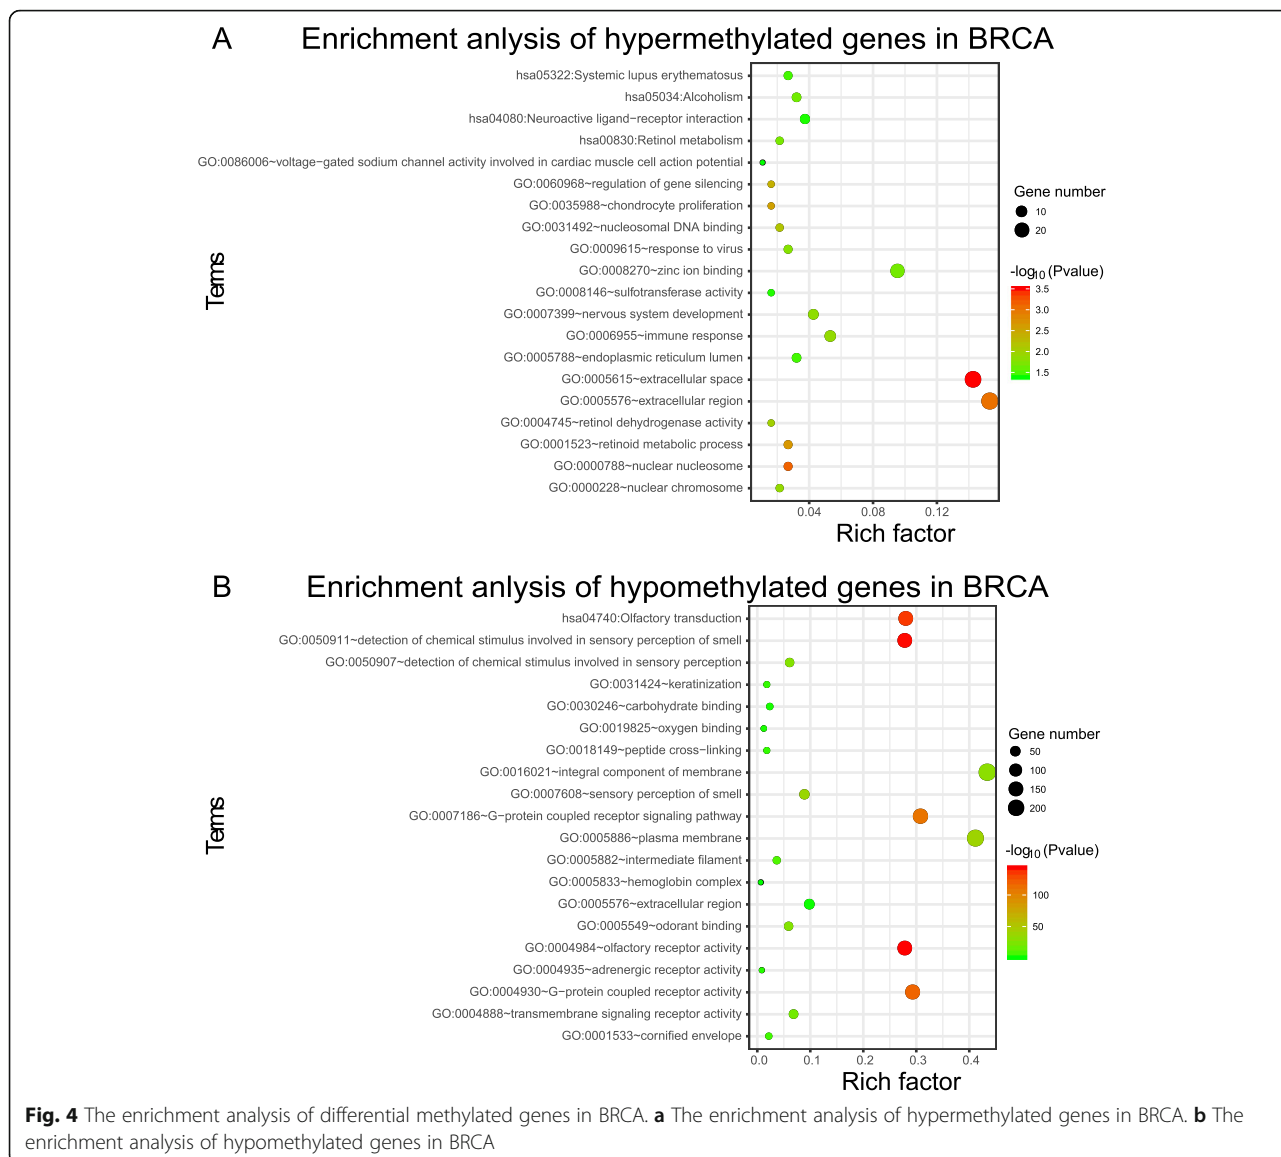 A
Enrichment anlysis of hypermethylated genes in BRCA
hsa05322:Systemic lupus erythematosus
hsa05034:Alcoholism
hsa04080:Neuroactive ligand−receptor interaction
hsa00830:Retinol metabolism
GO:0086006~voltage−gated sodium channel activity involved in cardiac muscle cell action potential
GO:0060968~regulation of gene silencing
GO:0035988~chondrocyte proliferation
GO:0031492~nucleosomal DNA binding
GO:0009615~response to virus
GO:0008270~zinc ion binding
GO:0008146~sulfotransferase activity
GO:0007399~nervous system development
GO:0006955~immune response
GO:0005788~endoplasmic reticulum lumen
GO:0005615~extracellular space
GO:0005576~extracellular region
GO:0004745~retinol dehydrogenase activity
GO:0001523~retinoid metabolic process
GO:0000788~nuclear nucleosome
GO:0000228~nuclear chromosome
Terms
0.04 0.08 0.12
Rich factor
Gene number
10
20
-log10 (Pvalue)
3.5
3.0
2.5
2.0
1.5
B
Enrichment anlysis of hypomethylated genes in BRCA
hsa04740:Olfactory transduction
GO:0050911~detection of chemical stimulus involved in sensory perception of smell
GO:0050907~detection of chemical stimulus involved in sensory perception
GO:0031424~keratinization
GO:0030246~carbohydrate binding
GO:0019825~oxygen binding
GO:0018149~peptide cross−linking
GO:0016021~integral component of membrane
GO:0007608~sensory perception of smell
GO:0007186~G−protein coupled receptor signaling pathway
GO:0005886~plasma membrane
GO:0005882~intermediate filament
GO:0005833~hemoglobin complex
GO:0005576~extracellular region
GO:0005549~odorant binding
GO:0004984~olfactory receptor activity
GO:0004935~adrenergic receptor activity
GO:0004930~G−protein coupled receptor activity
GO:0004888~transmembrane signaling receptor activity
GO:0001533~cornified envelope
Terms
0.0 0.1 0.2 0.3 0.4
Rich factor
Gene number
50
100
150
200
-log10 (Pvalue)
100
50
Fig. 4 The enrichment analysis of differential methylated genes in BRCA. a The enrichment analysis of hypermethylated genes in BRCA. b The
enrichment analysis of hypomethylated genes in BRCA